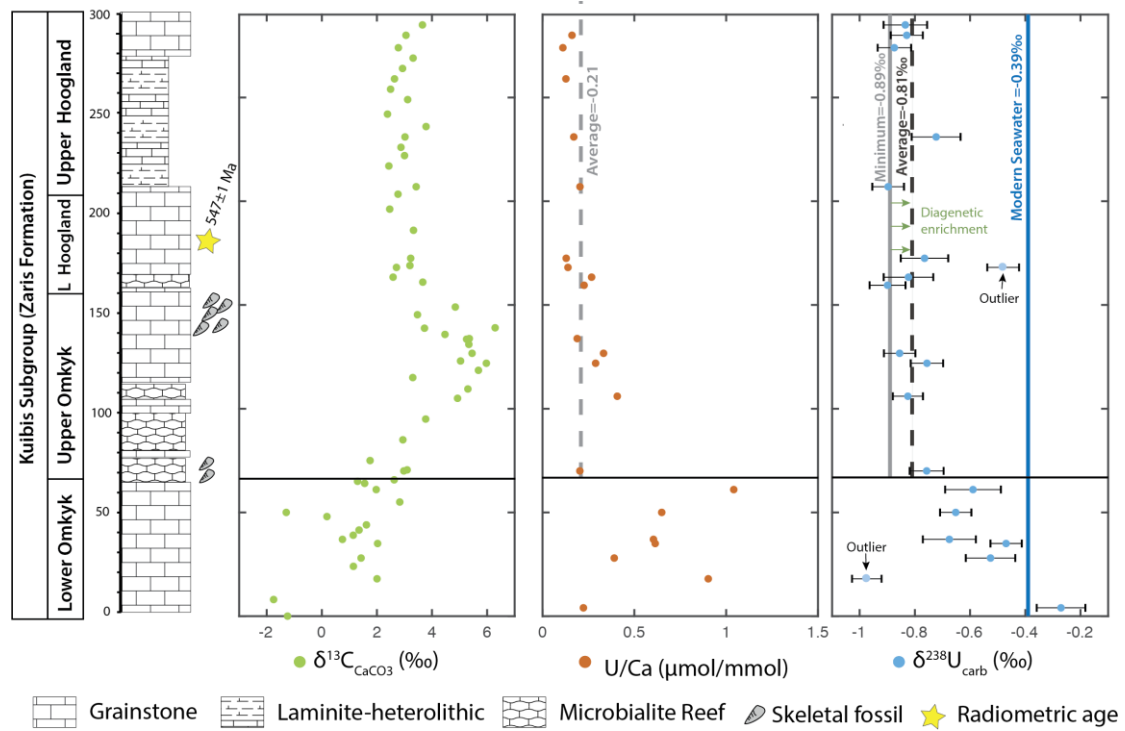 Kuibis Subgroup (Zaris Formation)
Upper Hoogland
L Hoogland
Upper Omkyk
Lower Omkyk
300
250
200
150
100
50
0
547±1 Ma
Average=-0.21
Minimum=-0.89‰
Average=-0.81‰
Modern Seawater =-0.39‰
Diagenetic
enrichment
Outlier
Outlier
-2 0 2 4 6
0 0.5 1 1.5
-1 -0.8 -0.6 -0.4 -0.2
δ13CCaCO3 (‰)
U/Ca (μmol/mmol)
δ238Ucarb (‰)
Grainstone
Laminite-heterolithic
Microbialite Reef
Skeletal fossil
Radiometric age